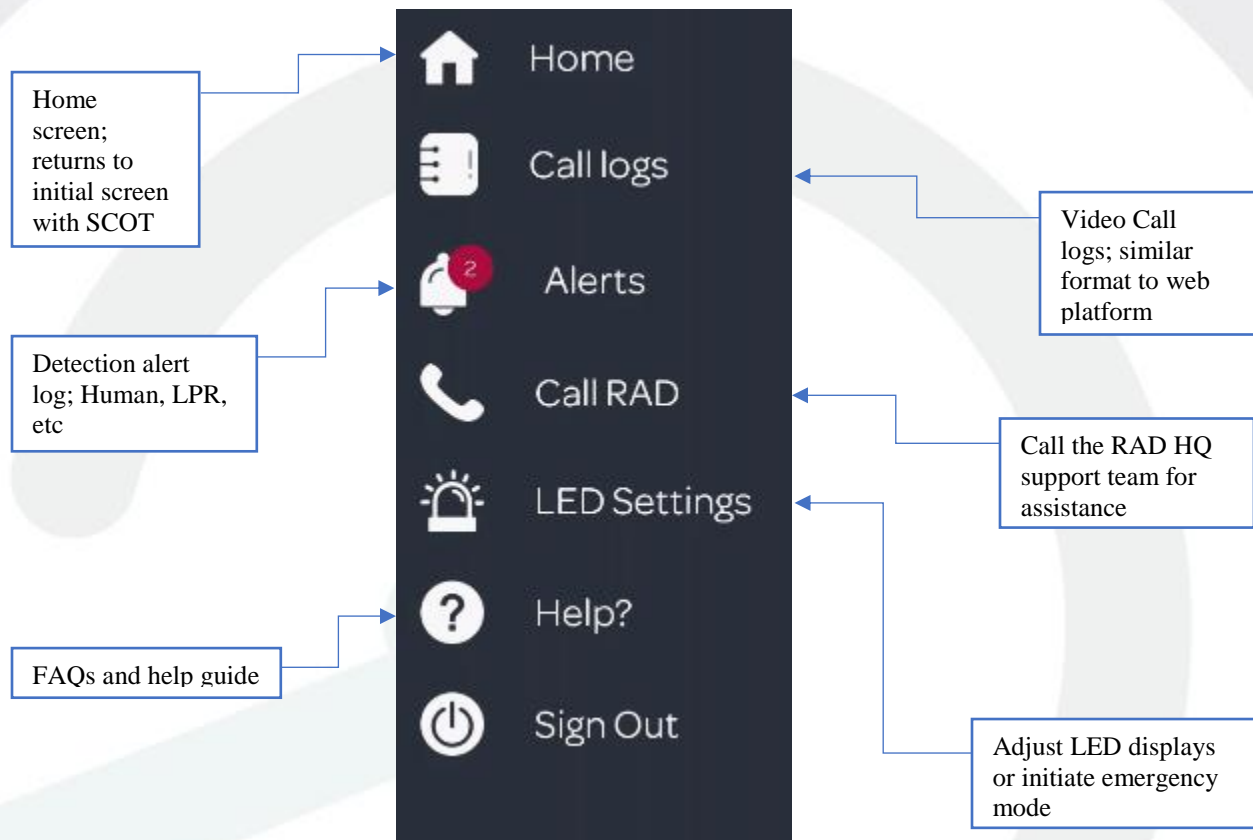 Home
Call logs
2
Alerts
Call RAD
LED Settings
?
Help?
Sign Out
Home
screen;
returns to
initial screen
with SCOT
Detection alert
log; Human, LPR,
etc
FAQs and help guide
Video Call
logs; similar
format to web
platform
Call the RAD HQ
support team for
assistance
Adjust LED displays
or initiate emergency
mode